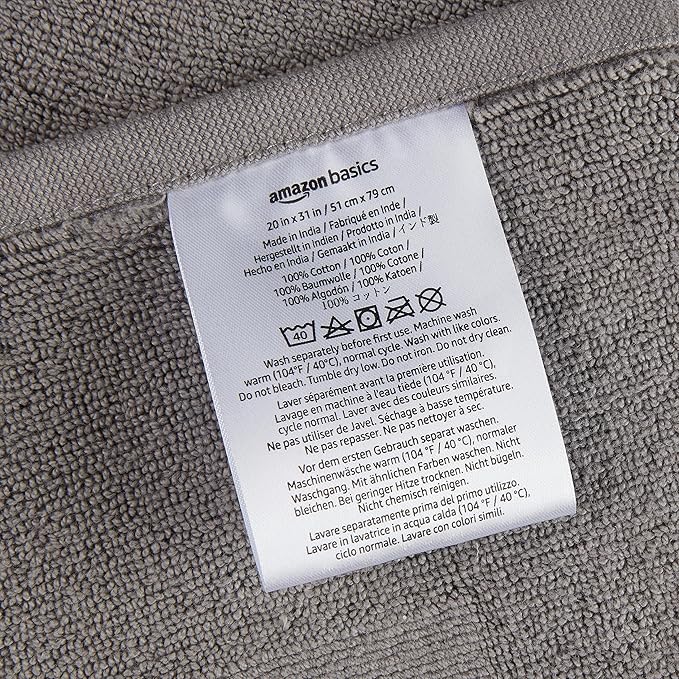 amazon basics
20 in x 31 in / 51 cm x 79 cm
Made in India / Fabriqué en Inde /
Hergestellt in Indien / Prodotto in India /
Hecho en India / Gemaakt in India / インド製
100% Cotton / 100% Coton /
100% Baumwolle / 100% Cotone /
100% Algodón / 100% Katoen /
100% コットン
40
Wash separately before first use. Machine wash
warm (104°F / 40°C), normal cycle. Wash with like colors.
Do not bleach. Tumble dry low. Do not iron. Do not dry clean.
Laver séparément avant la première utilisation.
Lavage en machine à l'eau tiède (104 °F / 40 °C),
cycle normal. Laver avec des couleurs similaires.
Ne pas utiliser de Javel. Séchage à basse température.
Ne pas repasser. Ne pas nettoyer à sec.
Vor dem ersten Gebrauch separat waschen.
Maschinenwäsche warm (104 °F / 40 °C), normaler
Waschgang. Mit ähnlichen Farben waschen. Nicht
bleichen. Bei geringer Hitze trocknen. Nicht bügeln.
Nicht chemisch reinigen.
Lavare separatamente prima del primo utilizzo.
Lavare in lavatrice in acqua calda (104 °F / 40 °C),
ciclo normale. Lavare con colori simili.